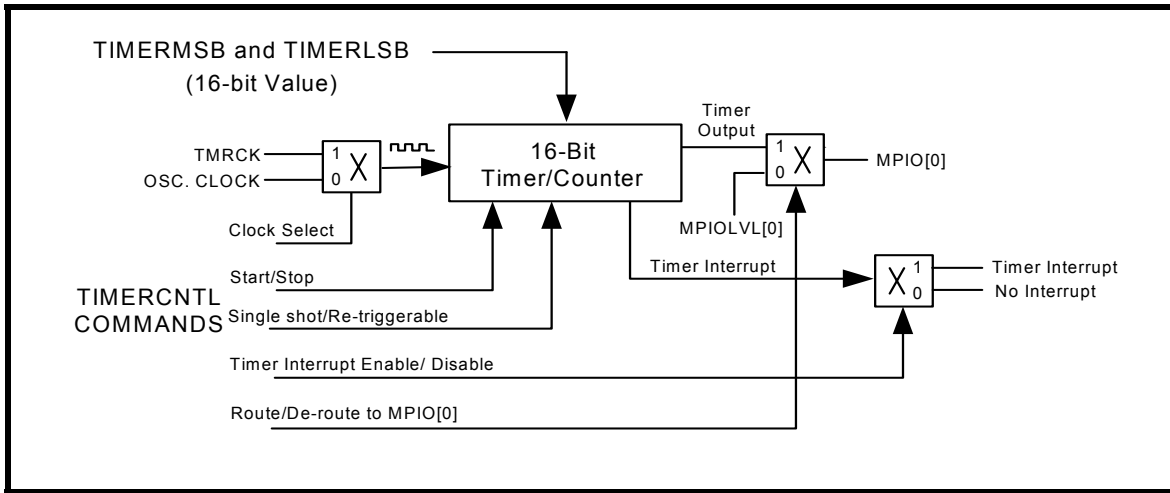 TIMERMSB and TIMERLSB
(16-bit Value)
Timer
Output
TMRCK
OSC. CLOCK
1
0
X
16-Bit
Timer/Counter
1
0
X
MPIO[0]
Clock Select
MPIOLVL[0]
Timer Interrupt
X
1
0
Timer Interrupt
No Interrupt
Start/Stop
TIMERCNTL
COMMANDS
Single shot/Re-triggerable
Timer Interrupt Enable/ Disable
Route/De-route to MPIO[0]